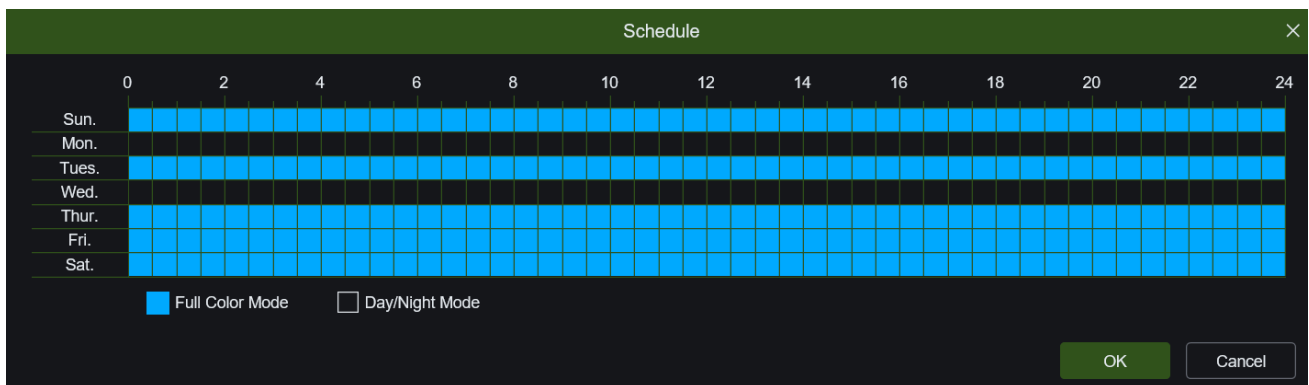 Schedule
0 2 4 6 8 10 12 14 16 18 20 22 24
Sun.
Mon.
Tues.
Wed.
Thur.
Fri.
Sat.
Full Color Mode Day/Night Mode
OK Cancel